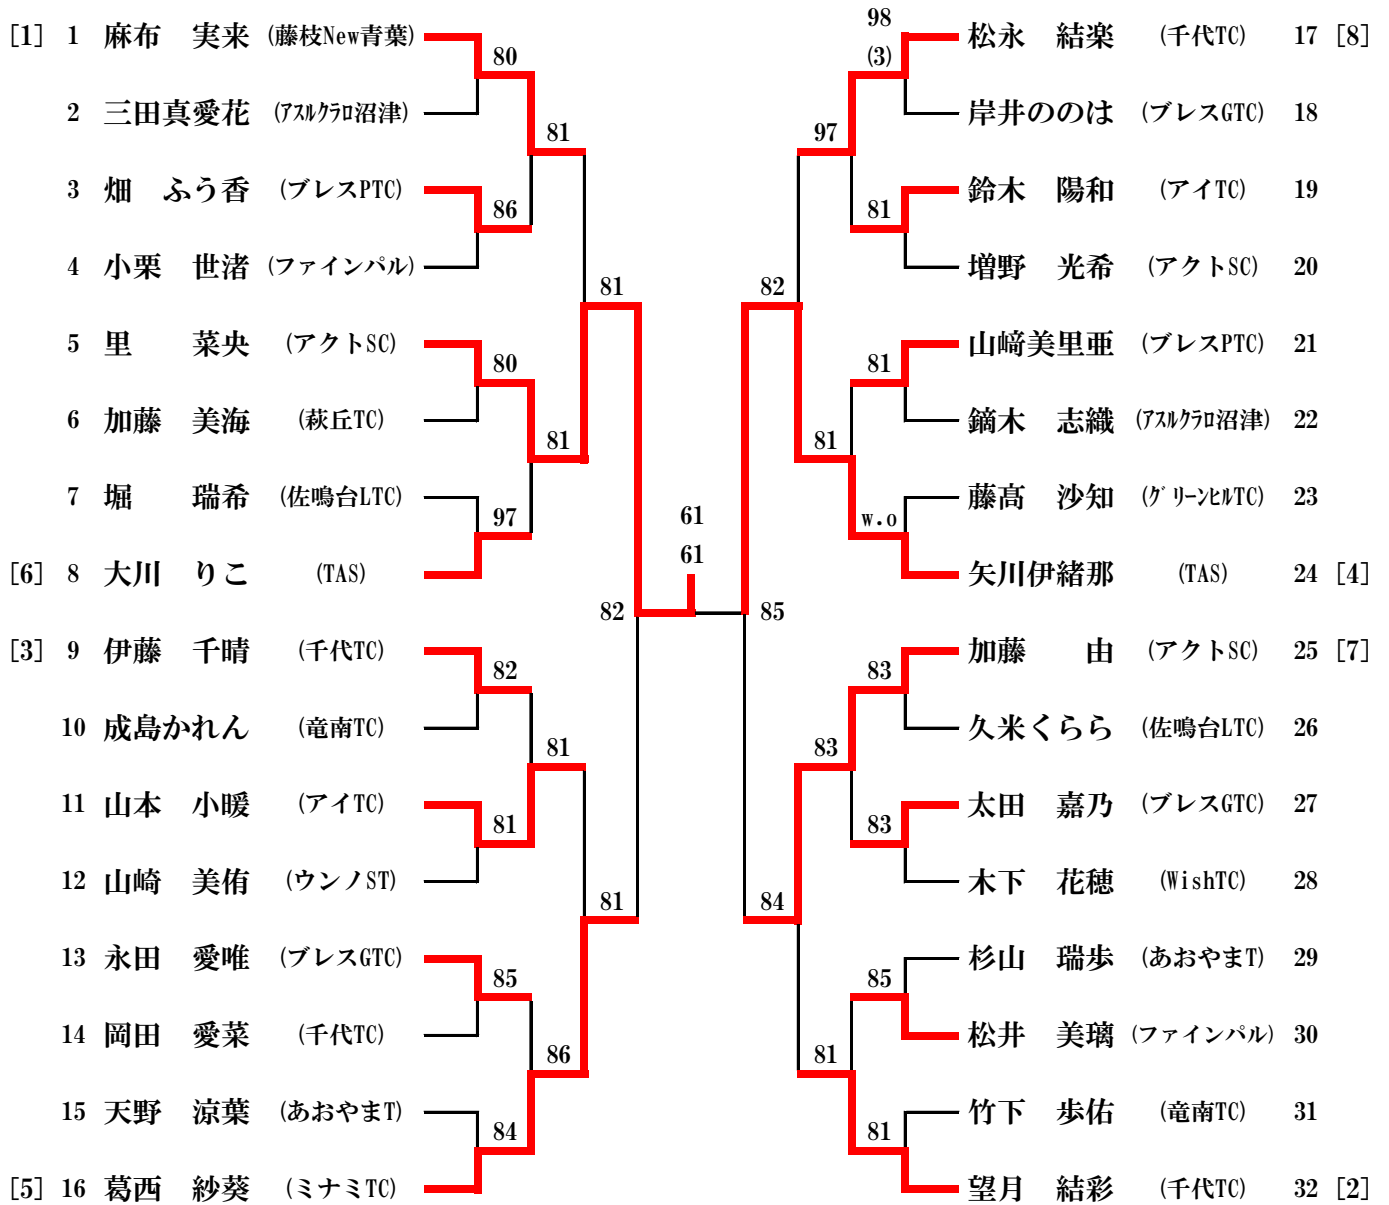 [1] 1 麻布 実来 (藤枝New青葉)
80
2 三田真愛花 (アスルクラロ沼津)
81
3 畑 ふう香 (ブレスPTC)
86
4 小栗 世渚 (ファインパル)
81
5 里 菜央 (アクトSC)
80
6 加藤 美海 (萩丘TC)
81
7 堀 瑞希 (佐鳴台LTC)
97
[6] 8 大川 りこ (TAS)
82
[3] 9 伊藤 千晴 (千代TC)
82
10 成島かれん (竜南TC)
81
11 山本 小暖 (アイTC)
81
12 山崎 美侑 (ウンノST)
81
13 永田 愛唯 (ブレスGTC)
85
14 岡田 愛菜 (千代TC)
86
15 天野 涼葉 (あおやまT)
84
[5] 16 葛西 紗葵 (ミナミTC)
61
61
98
(3)
松永 結楽 (千代TC) 17 [8]
岸井ののは (ブレスGTC) 18
97
鈴木 陽和 (アイTC) 19
81
増野 光希 (アクトSC) 20
82
山﨑美里亜 (ブレスPTC) 21
81
鏑木 志織 (アスルクラロ沼津) 22
81
藤髙 沙知 (グリーンヒルTC) 23
w.o
矢川伊緒那 (TAS) 24 [4]
85
加藤 由 (アクトSC) 25 [7]
83
久米くらら (佐鳴台LTC) 26
83
太田 嘉乃 (ブレスGTC) 27
83
木下 花穂 (WishTC) 28
84
杉山 瑞歩 (あおやまT) 29
85
松井 美璃 (ファインパル) 30
81
竹下 歩佑 (竜南TC) 31
81
望月 結彩 (千代TC) 32 [2]